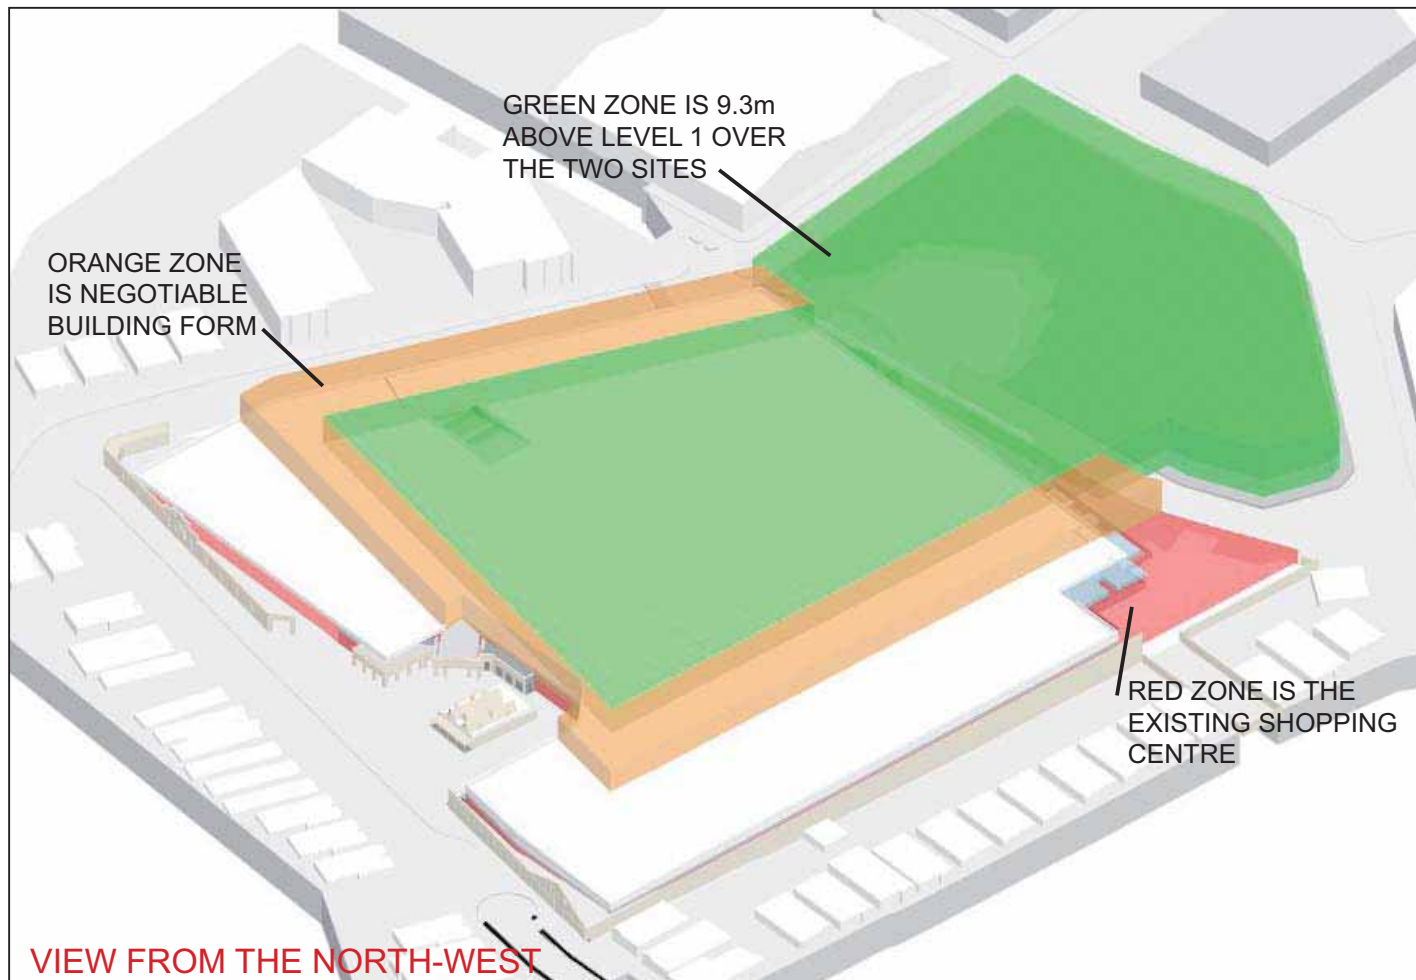 GREEN ZONE IS 9.3m
ABOVE LEVEL 1 OVER
THE TWO SITES
ORANGE ZONE
IS NEGOTIABLE
BUILDING FORM
RED ZONE IS THE
EXISTING SHOPPING
CENTRE
VIEW FROM THE NORTH-WEST